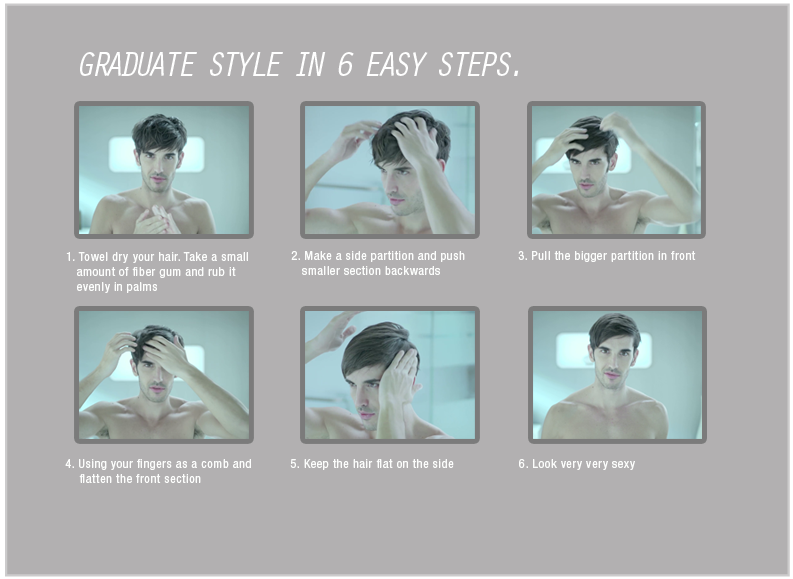 GRADUATE STYLE IN 6 EASY STEPS.
1. Towel dry your hair. Take a small
amount of fiber gum and rub it
evenly in palms
2. Make a side partition and push
smaller section backwards
3. Pull the bigger partition in front
4. Using your fingers as a comb and
flatten the front section
5. Keep the hair flat on the side
6. Look very very sexy